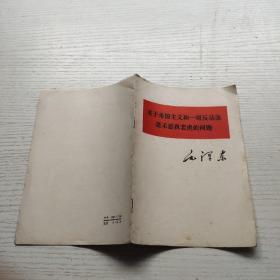 关于帝国主义和一切反动派
是不是真老虎的问题
毛泽东